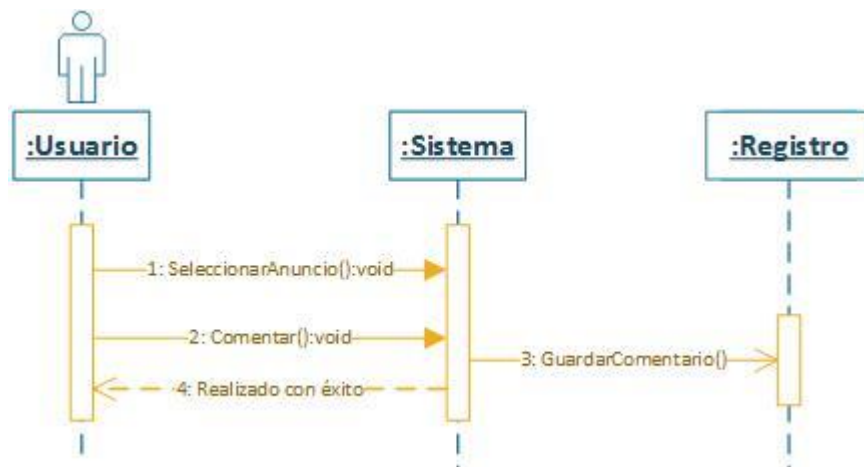 :Usuario
:Sistema
:Registro
1: SeleccionarAnuncio():void
2: Comentar():void
3: GuardarComentario()
4: Realizado con éxito